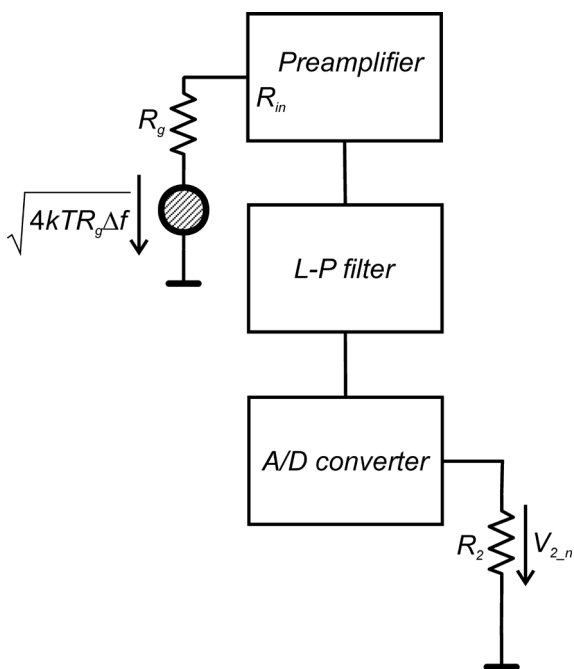 Preamplifier
R_in
R_g
√4kTR_gΔf
L-P filter
A/D converter
R_2
V_2_n